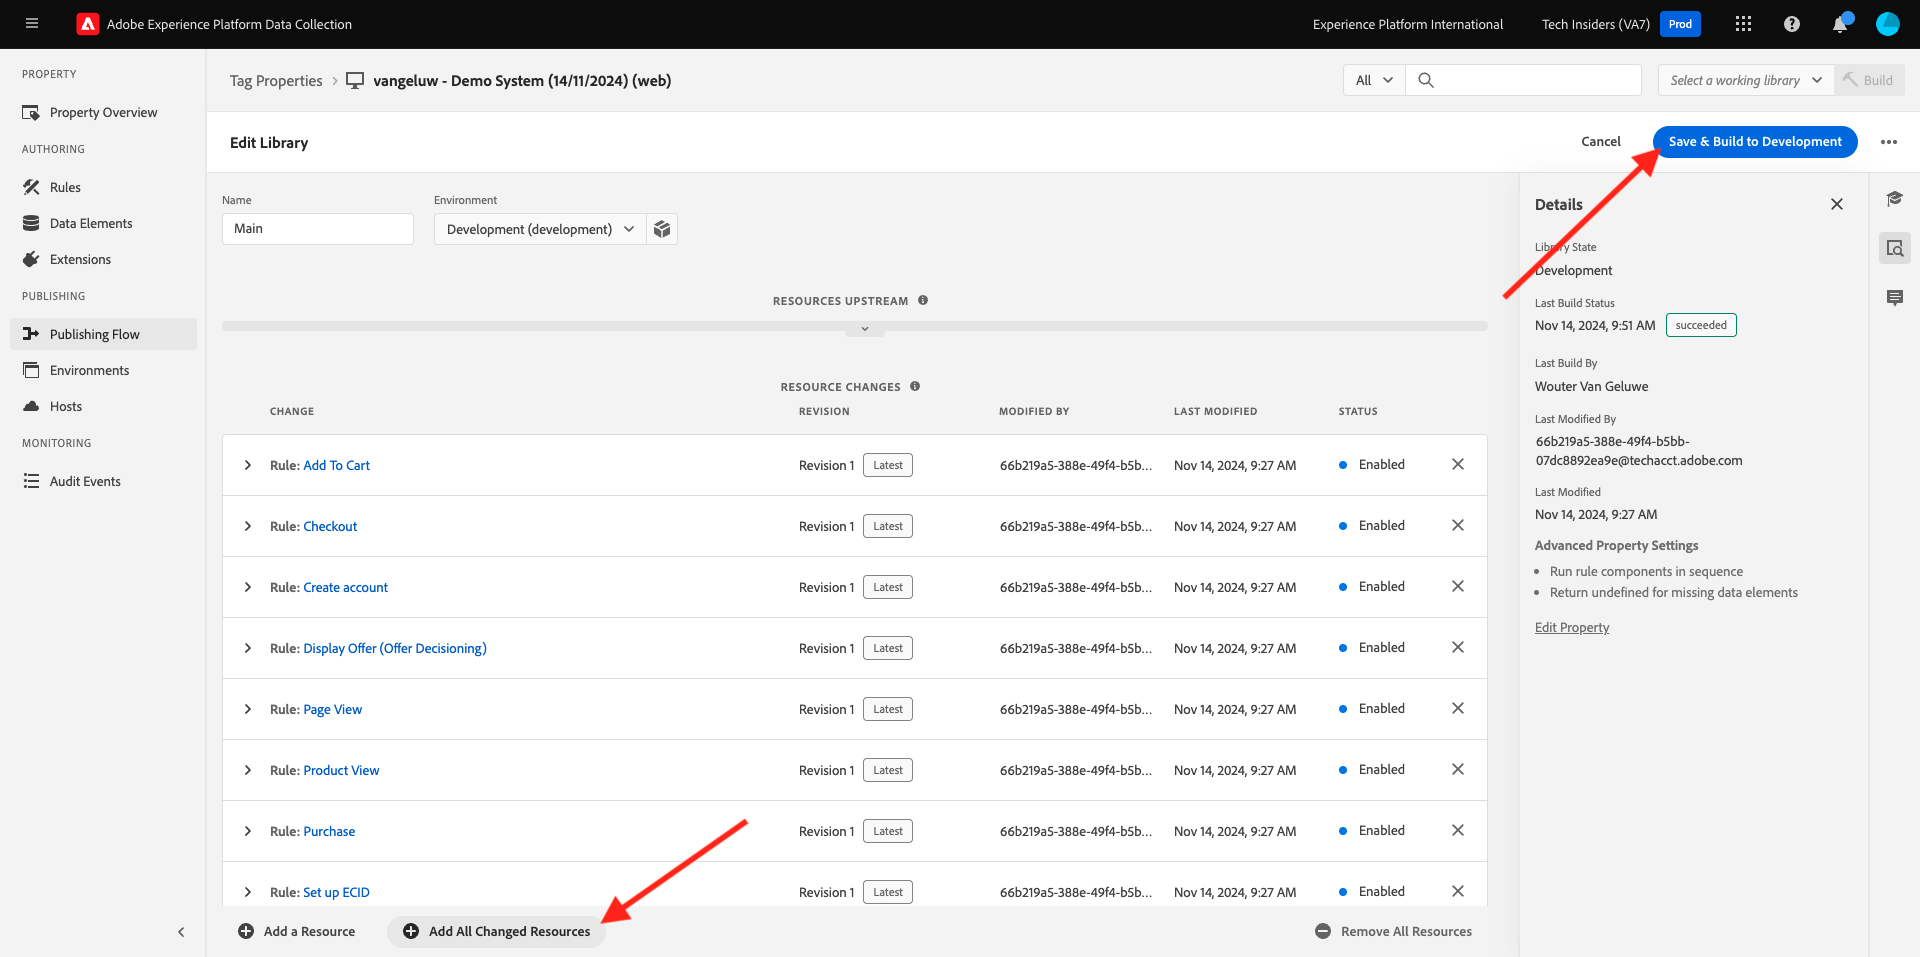 Adobe Experience Platform Data Collection
Experience Platform International
Tech Insiders (VA7)
Prod
PROPERTY
Property Overview
AUTHORING
Rules
Data Elements
Extensions
PUBLISHING
Publishing Flow
Environments
Hosts
MONITORING
Audit Events
Tag Properties
vangeluw - Demo System (14/11/2024) (web)
All
Select a working library
Build
Edit Library
Cancel
Save & Build to Development
Name
Main
Environment
Development (development)
RESOURCES UPSTREAM
RESOURCE CHANGES
CHANGE REVISION MODIFIED BY LAST MODIFIED STATUS
Rule: Add To Cart Revision 1 Latest 66b219a5-388e-49f4-b5b... Nov 14, 2024, 9:27 AM Enabled
Rule: Checkout Revision 1 Latest 66b219a5-388e-49f4-b5b... Nov 14, 2024, 9:27 AM Enabled
Rule: Create account Revision 1 Latest 66b219a5-388e-49f4-b5b... Nov 14, 2024, 9:27 AM Enabled
Rule: Display Offer (Offer Decisioning) Revision 1 Latest 66b219a5-388e-49f4-b5b... Nov 14, 2024, 9:27 AM Enabled
Rule: Page View Revision 1 Latest 66b219a5-388e-49f4-b5b... Nov 14, 2024, 9:27 AM Enabled
Rule: Product View Revision 1 Latest 66b219a5-388e-49f4-b5b... Nov 14, 2024, 9:27 AM Enabled
Rule: Purchase Revision 1 Latest 66b219a5-388e-49f4-b5b... Nov 14, 2024, 9:27 AM Enabled
Rule: Set up ECID Revision 1 Latest 66b219a5-388e-49f4-b5b... Nov 14, 2024, 9:27 AM Enabled
Add a Resource
Add All Changed Resources
Remove All Resources
Details
Library State
Development
Last Build Status
Nov 14, 2024, 9:51 AM succeeded
Last Build By
Wouter Van Geluwe
Last Modified By
66b219a5-388e-49f4-b5bb-
07dc8892ea9e@techacct.adobe.com
Last Modified
Nov 14, 2024, 9:27 AM
Advanced Property Settings
Run rule components in sequence
Return undefined for missing data elements
Edit Property